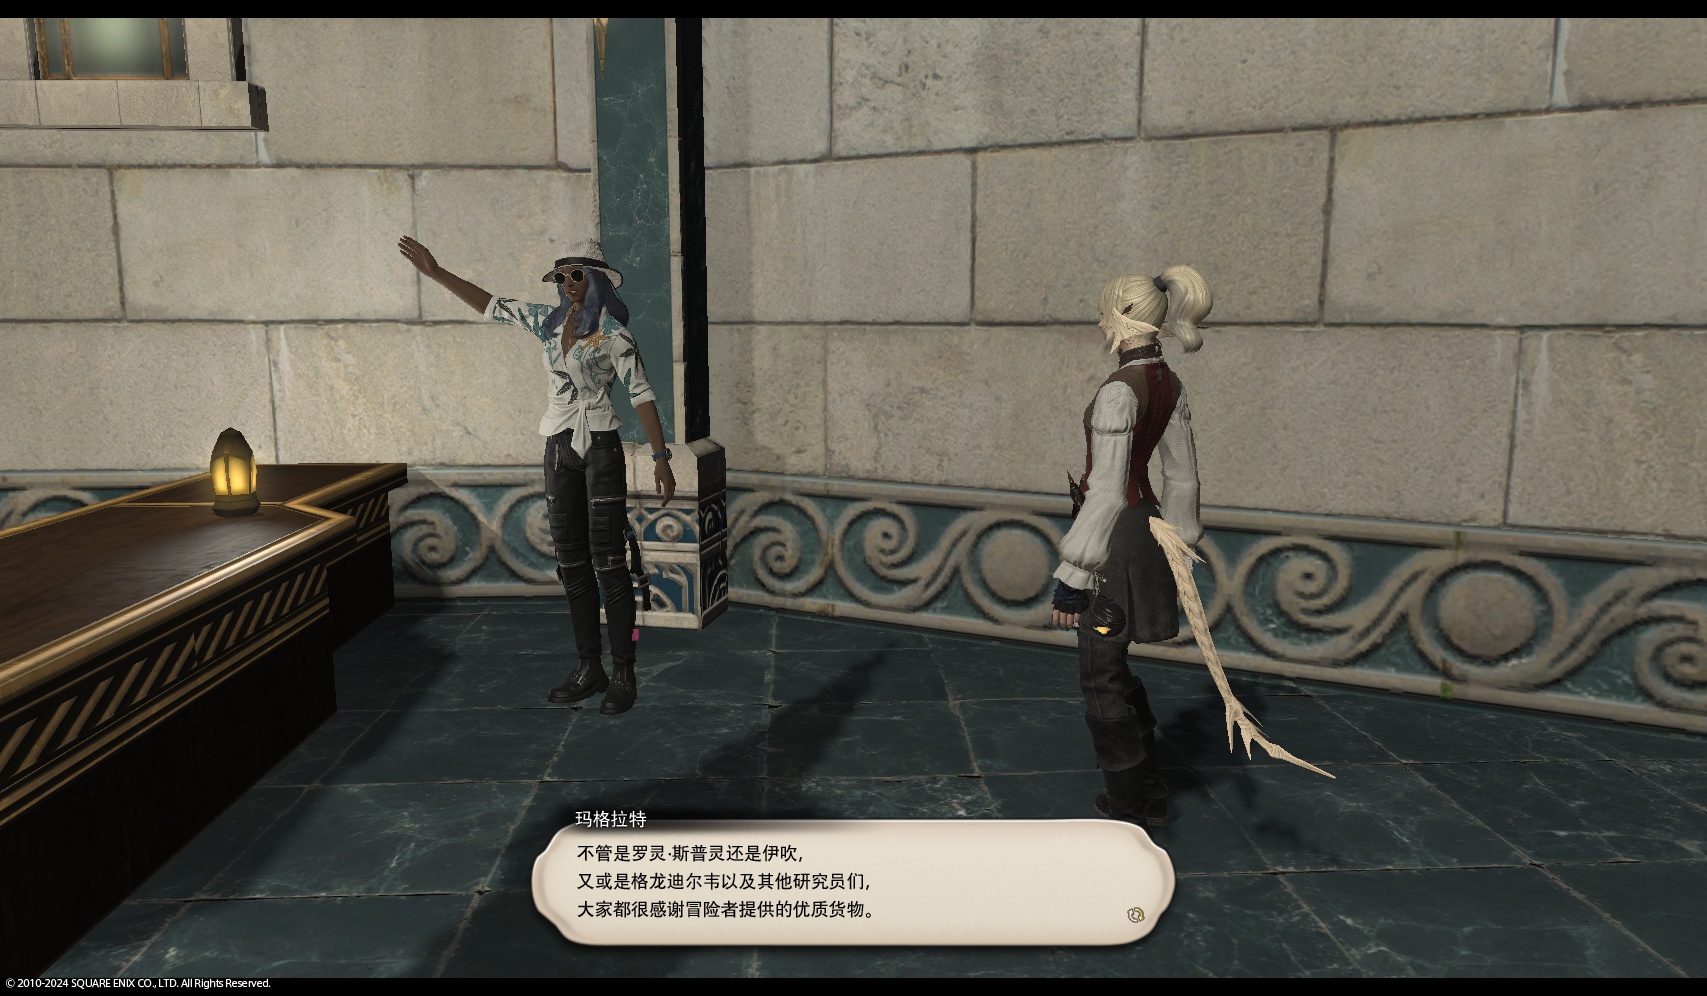 玛格拉特
不管是罗灵·斯普灵还是伊吹,
又或是格龙迪尔韦以及其他研究员们,
大家都很感谢冒险者提供的优质货物。
© 2010-2024 SQUARE ENIX CO., LTD. All Rights Reserved.